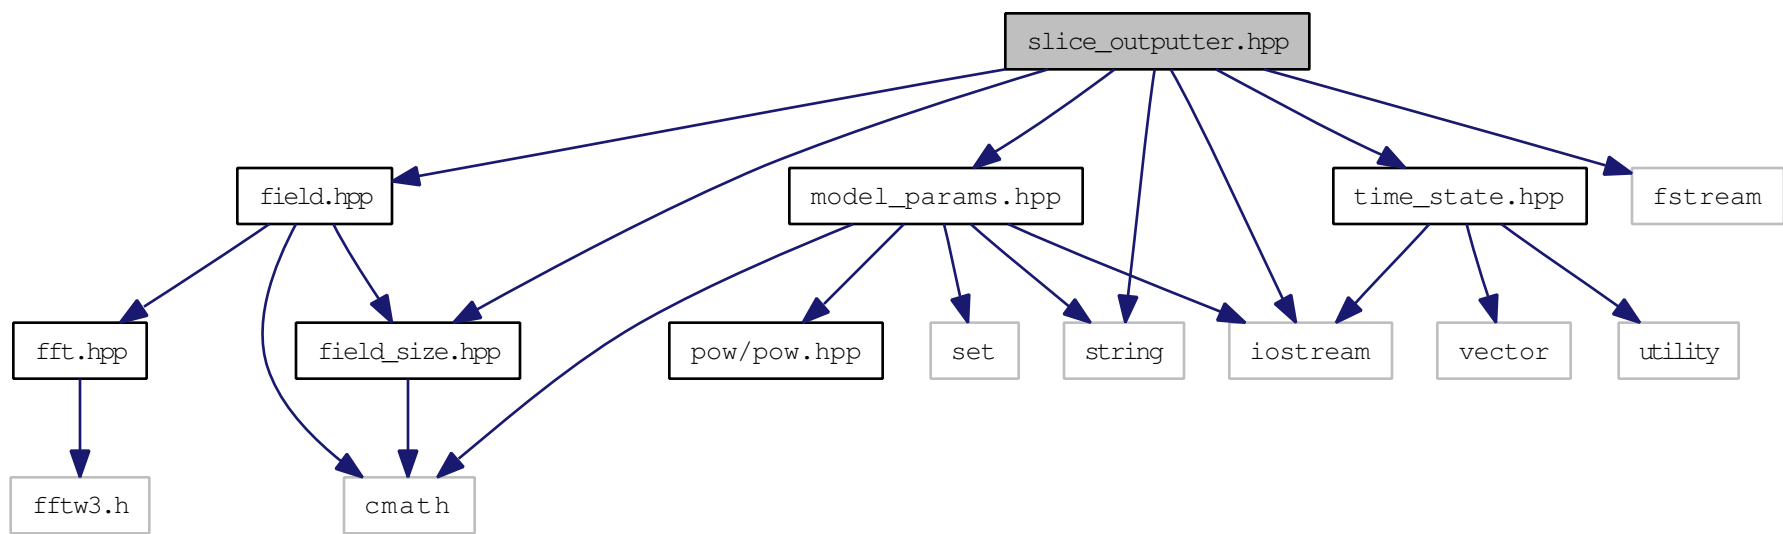 slice_outputter.hpp
field.hpp
model_params.hpp
time_state.hpp
fstream
fft.hpp
field_size.hpp
pow/pow.hpp
set
string
iostream
vector
utility
fftw3.h
cmath